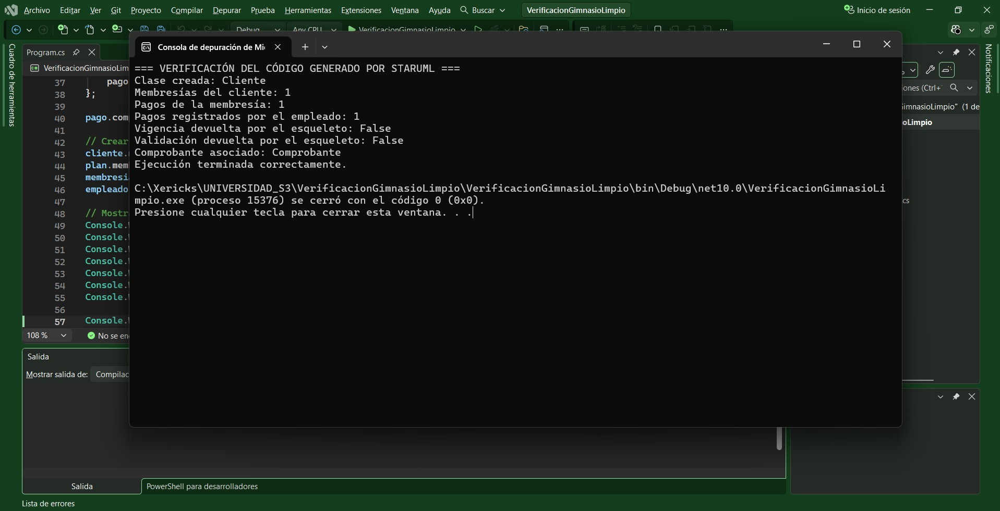 Archivo Editar Ver Git Proyecto Compilar Depurar Prueba Herramientas Extensiones Ventana Ayuda Buscar VerificacionGimnasioLimpio Inicio de sesión
Debug Any CPU VerificacionGimnasioLimpio
Cuadro de herramientas
Program.cs
Consola de depuración de Mi
Notificaciones
VerificacionGimnasioLim
=== VERIFICACIÓN DEL CÓDIGO GENERADO POR STARUML ===
Clase creada: Cliente
Membresías del cliente: 1
Pagos de la membresía: 1
Pagos registrados por el empleado: 1
Vigencia devuelta por el esqueleto: False
Validación devuelta por el esqueleto: False
Comprobante asociado: Comprobante
Ejecución terminada correctamente.
C:\Xericks\UNIVERSIDAD_S3\VerificacionGimnasioLimpio\VerificacionGimnasioLimpio\bin\Debug\net10.0\VerificacionGimnasioLi
mpio.exe (proceso 15376) se cerró con el código 0 (0x0).
Presione cualquier tecla para cerrar esta ventana. . .
37 pago
38 };
39
40 pago.com
41
42 // Crear
43 cliente.
44 plan.mem
45 membresi
46 empleado
47
48 // Mostr
49 Console.
50 Console.
51 Console.
52 Console.
53 Console.
54 Console.
55 Console.
56
57 Console.
108 % No se en
iones (Ctrl+
GimnasioLimpio" (1 de
oLimpio
cs
Salida
Mostrar salida de: Compilac
Salida PowerShell para desarrolladores
Lista de errores